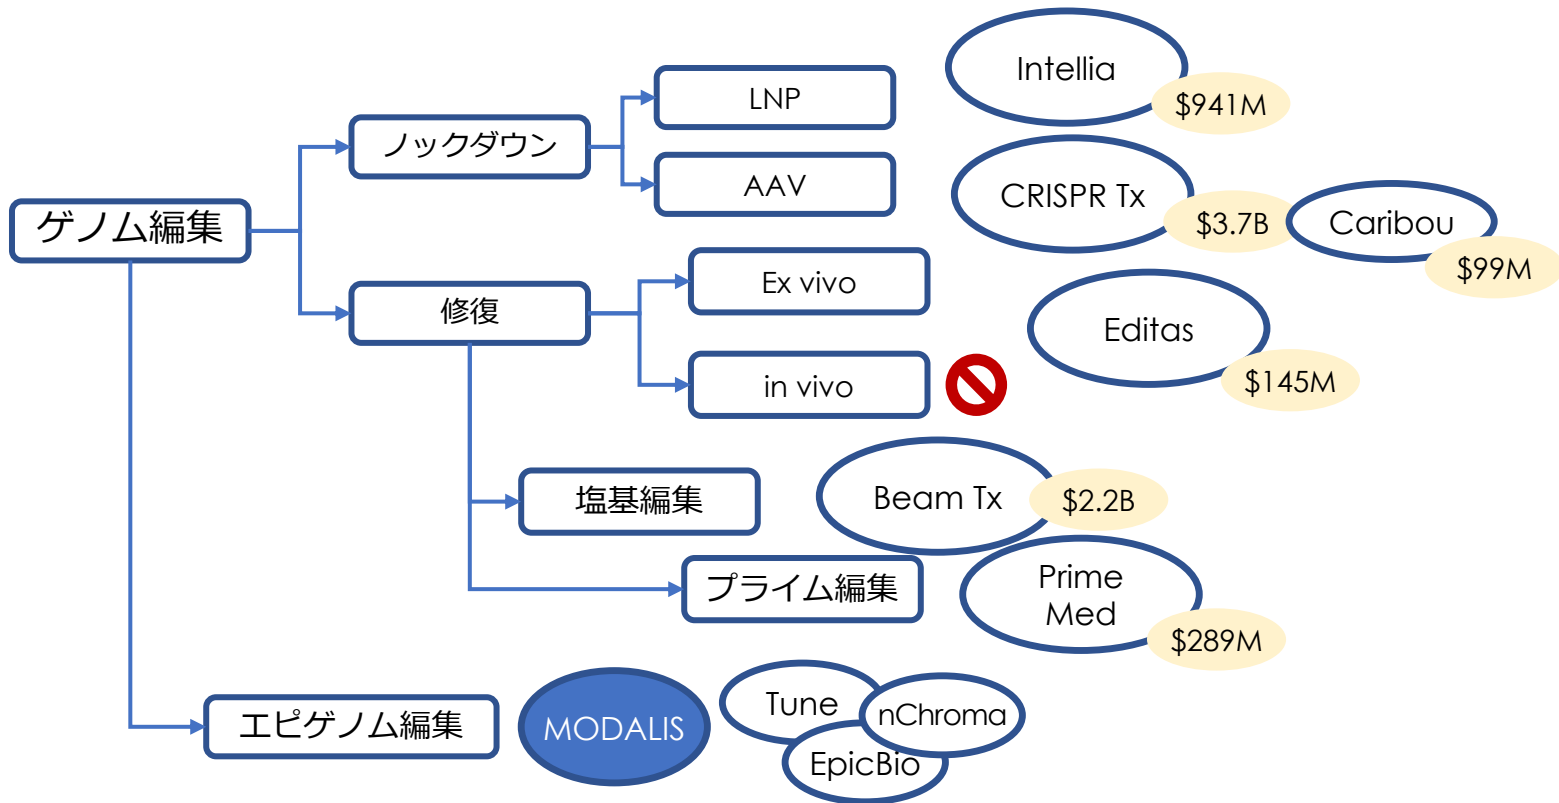 ゲノム編集
ノックダウン
LNP
AAV
Intellia
$941M
CRISPR Tx
$3.7B
Caribou
$99M
修復
Ex vivo
in vivo
Editas
$145M
塩基編集
Beam Tx
$2.2B
プライム編集
Prime
Med
$289M
エピゲノム編集
MODALIS
Tune
nChroma
EpicBio